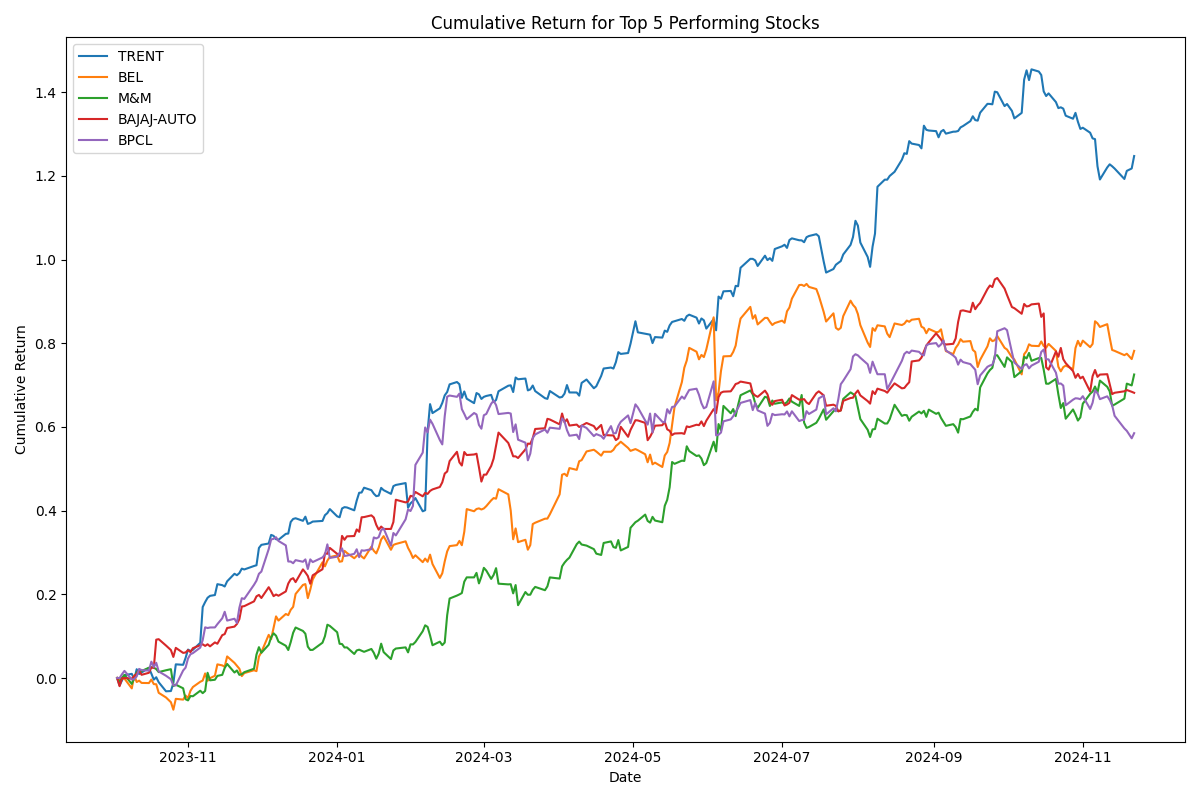 Cumulative Return for Top 5 Performing Stocks
TRENT
BEL
M&M
BAJAJ-AUTO
BPCL
Cumulative Return
1.4
1.2
1.0
0.8
0.6
0.4
0.2
0.0
2023-11
2024-01
2024-03
2024-05
2024-07
2024-09
2024-11
Date